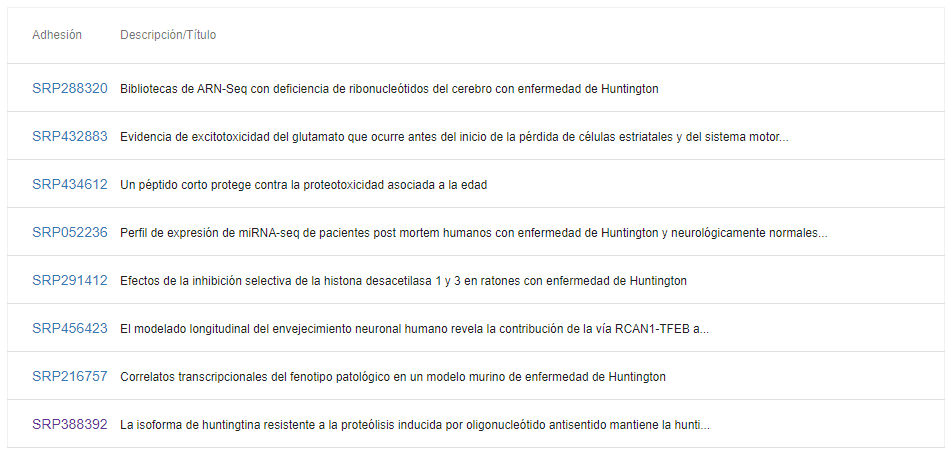 Adhesión Descripción/Título
SRP288320 Bibliotecas de ARN-Seq con deficiencia de ribonucleótidos del cerebro con enfermedad de Huntington
SRP432883 Evidencia de excitotoxicidad del glutamato que ocurre antes del inicio de la pérdida de células estriatales y del sistema motor...
SRP434612 Un péptido corto protege contra la proteotoxicidad asociada a la edad
SRP052236 Perfil de expresión de miRNA-seq de pacientes post mortem humanos con enfermedad de Huntington y neurológicamente normales...
SRP291412 Efectos de la inhibición selectiva de la histona desacetilasa 1 y 3 en ratones con enfermedad de Huntington
SRP456423 El modelado longitudinal del envejecimiento neuronal humano revela la contribución de la vía RCAN1-TFEB a...
SRP216757 Correlatos transcripcionales del fenotipo patológico en un modelo murino de enfermedad de Huntington
SRP388392 La isoforma de huntingtina resistente a la proteólisis inducida por oligonucleótido antisentido mantiene la hunti...